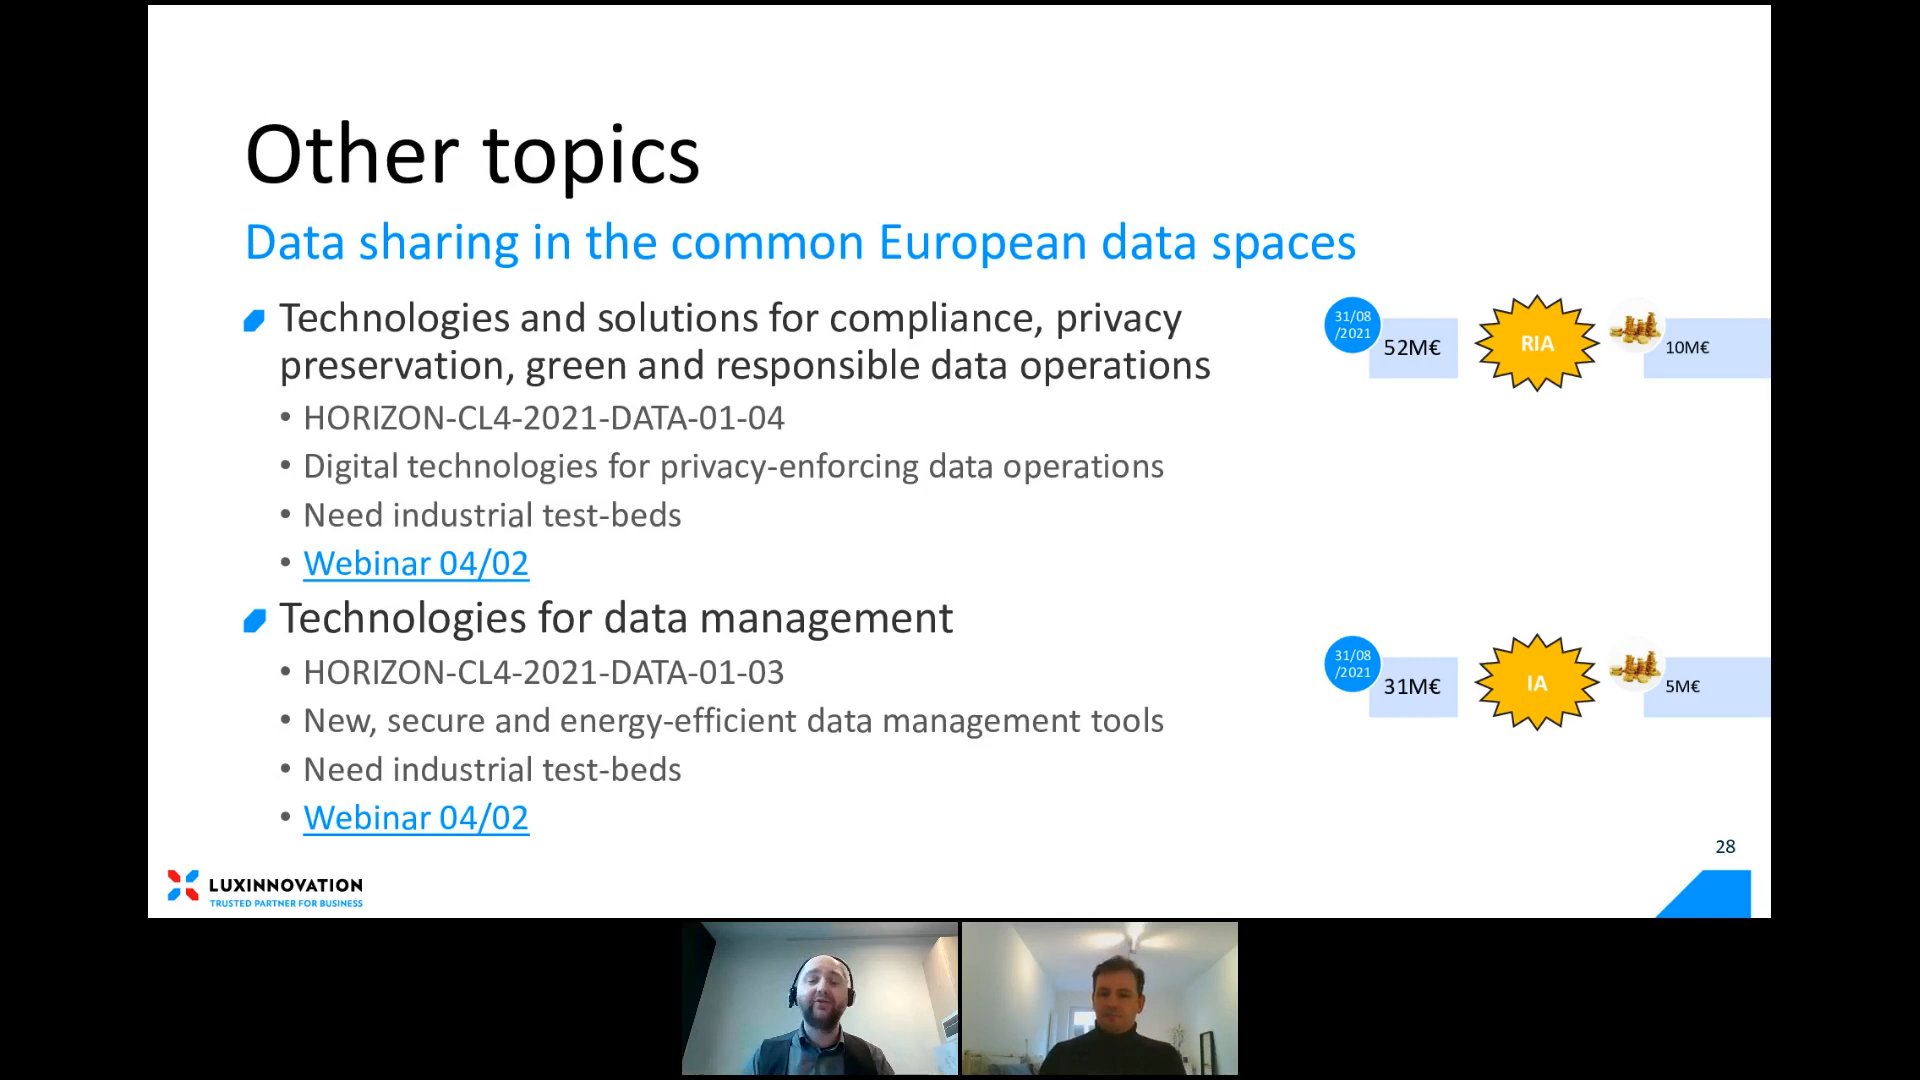 Other topics
Data sharing in the common European data spaces
Technologies and solutions for compliance, privacy
preservation, green and responsible data operations
31/08
/2021
52M€
RIA
10M€
• HORIZON-CL4-2021-DATA-01-04
• Digital technologies for privacy-enforcing data operations
• Need industrial test-beds
• Webinar 04/02
Technologies for data management
31/08
/2021
31M€
IA
5M€
• HORIZON-CL4-2021-DATA-01-03
• New, secure and energy-efficient data management tools
• Need industrial test-beds
• Webinar 04/02
28
LUXINNOVATION
TRUSTED PARTNER FOR BUSINESS